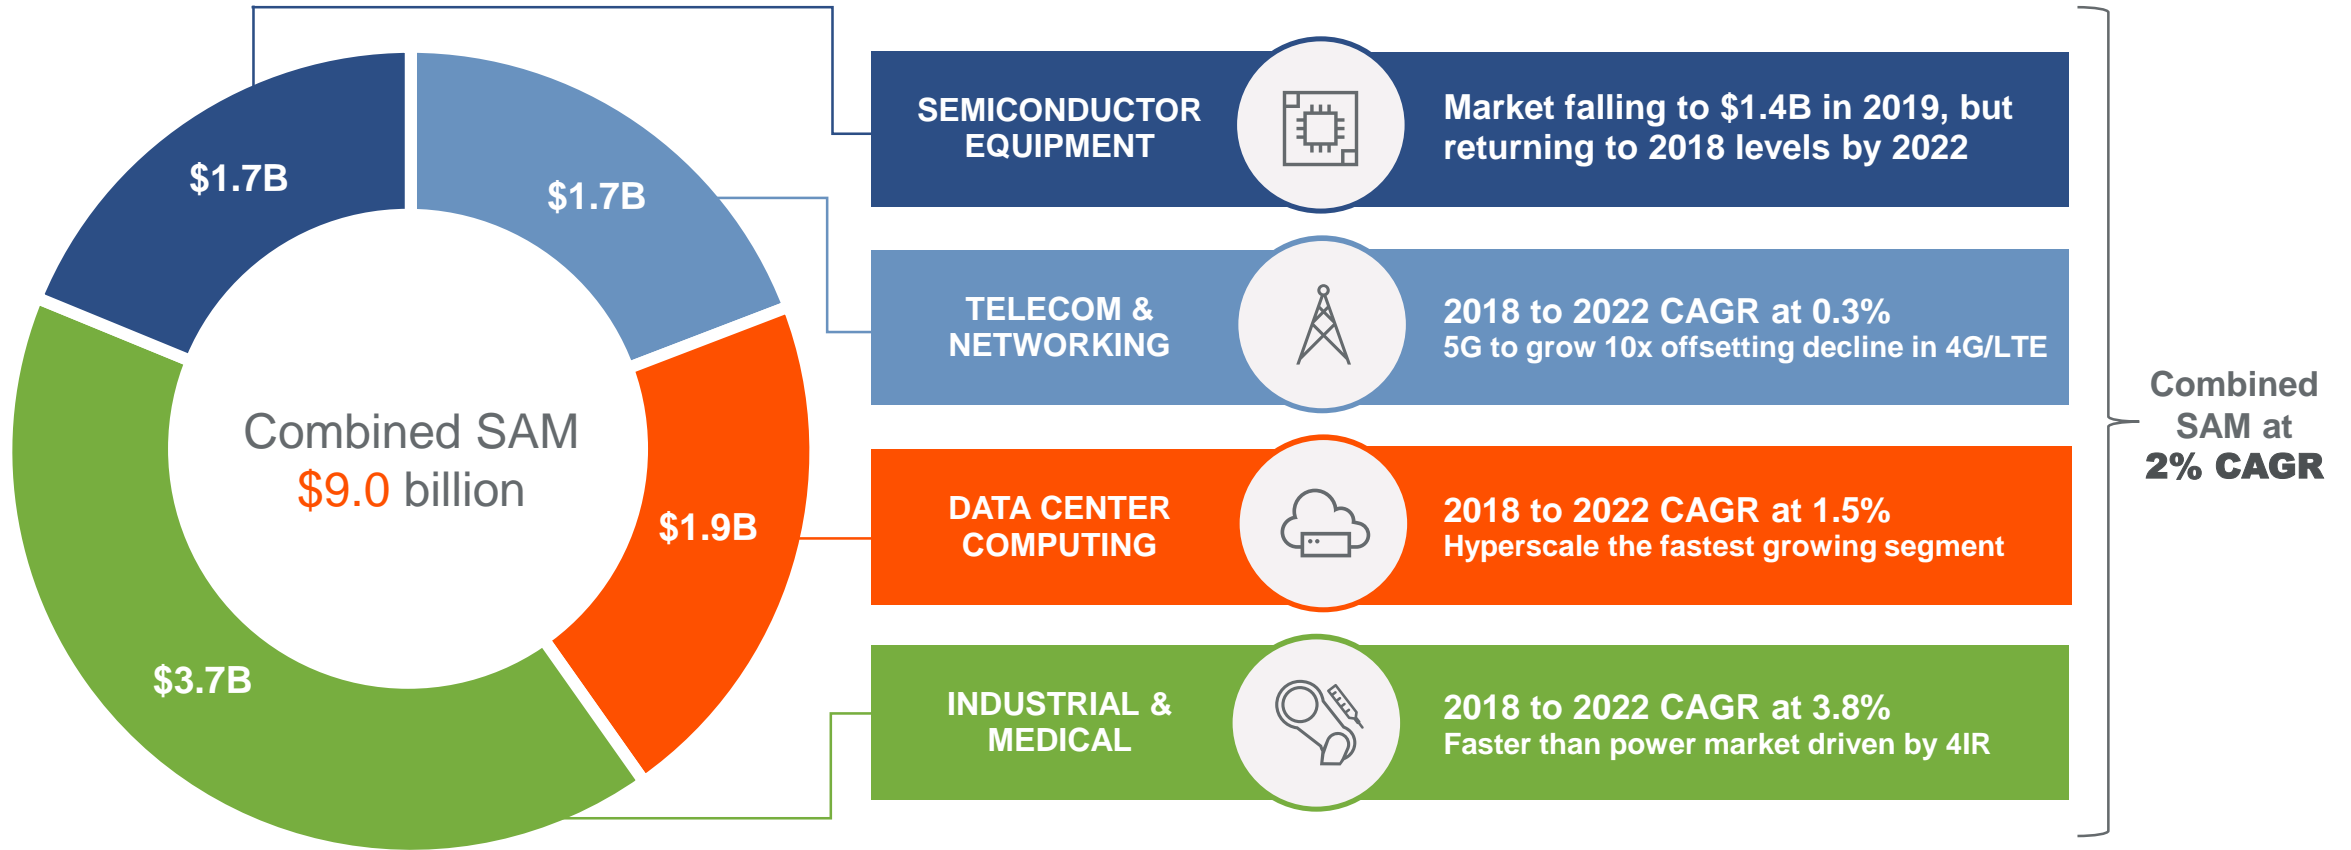 $1.7B
$1.7B
$1.9B
$3.7B
Combined SAM
$9.0 billion
SEMICONDUCTOR
EQUIPMENT
Market falling to $1.4B in 2019, but
returning to 2018 levels by 2022
TELECOM &
NETWORKING
2018 to 2022 CAGR at 0.3%
5G to grow 10x offsetting decline in 4G/LTE
DATA CENTER
COMPUTING
2018 to 2022 CAGR at 1.5%
Hyperscale the fastest growing segment
INDUSTRIAL &
MEDICAL
2018 to 2022 CAGR at 3.8%
Faster than power market driven by 4IR
Combined
SAM at
2% CAGR